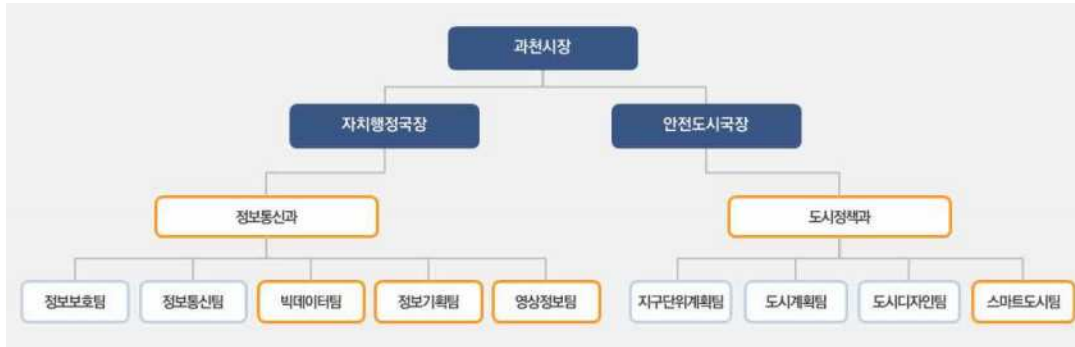 과천시장
자치행정국장
안전도시국장
정보통신과
도시정책과
정보보호팀
정보통신팀
빅데이터팀
정보기획팀
영상정보팀
지구단위계획팀
도시계획팀
도시디자인팀
스마트도시팀